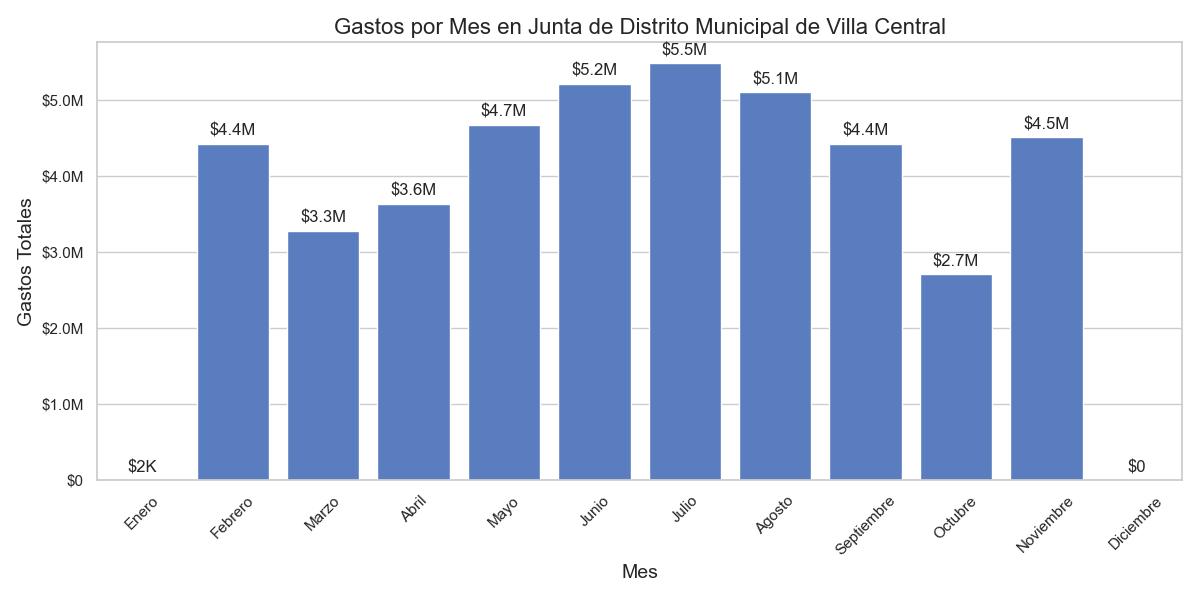 Gastos por Mes en Junta de Distrito Municipal de Villa Central
Gastos Totales
$5.0M
$4.0M
$3.0M
$2.0M
$1.0M
$0
$2K
$4.4M
$3.3M
$3.6M
$4.7M
$5.2M
$5.5M
$5.1M
$4.4M
$2.7M
$4.5M
$0
Enero
Febrero
Marzo
Abril
Mayo
Junio
Julio
Agosto
Septiembre
Octubre
Noviembre
Diciembre
Mes